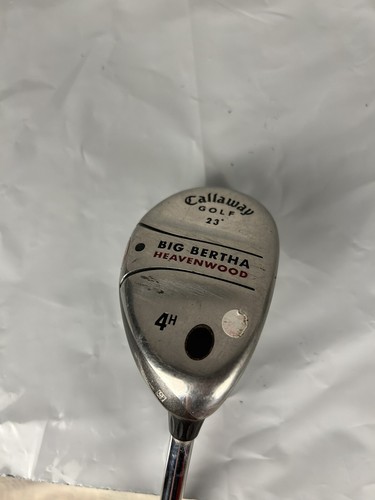 Callaway
GOLF
23°
BIG BERTHA
HEAVENWOOD
4H